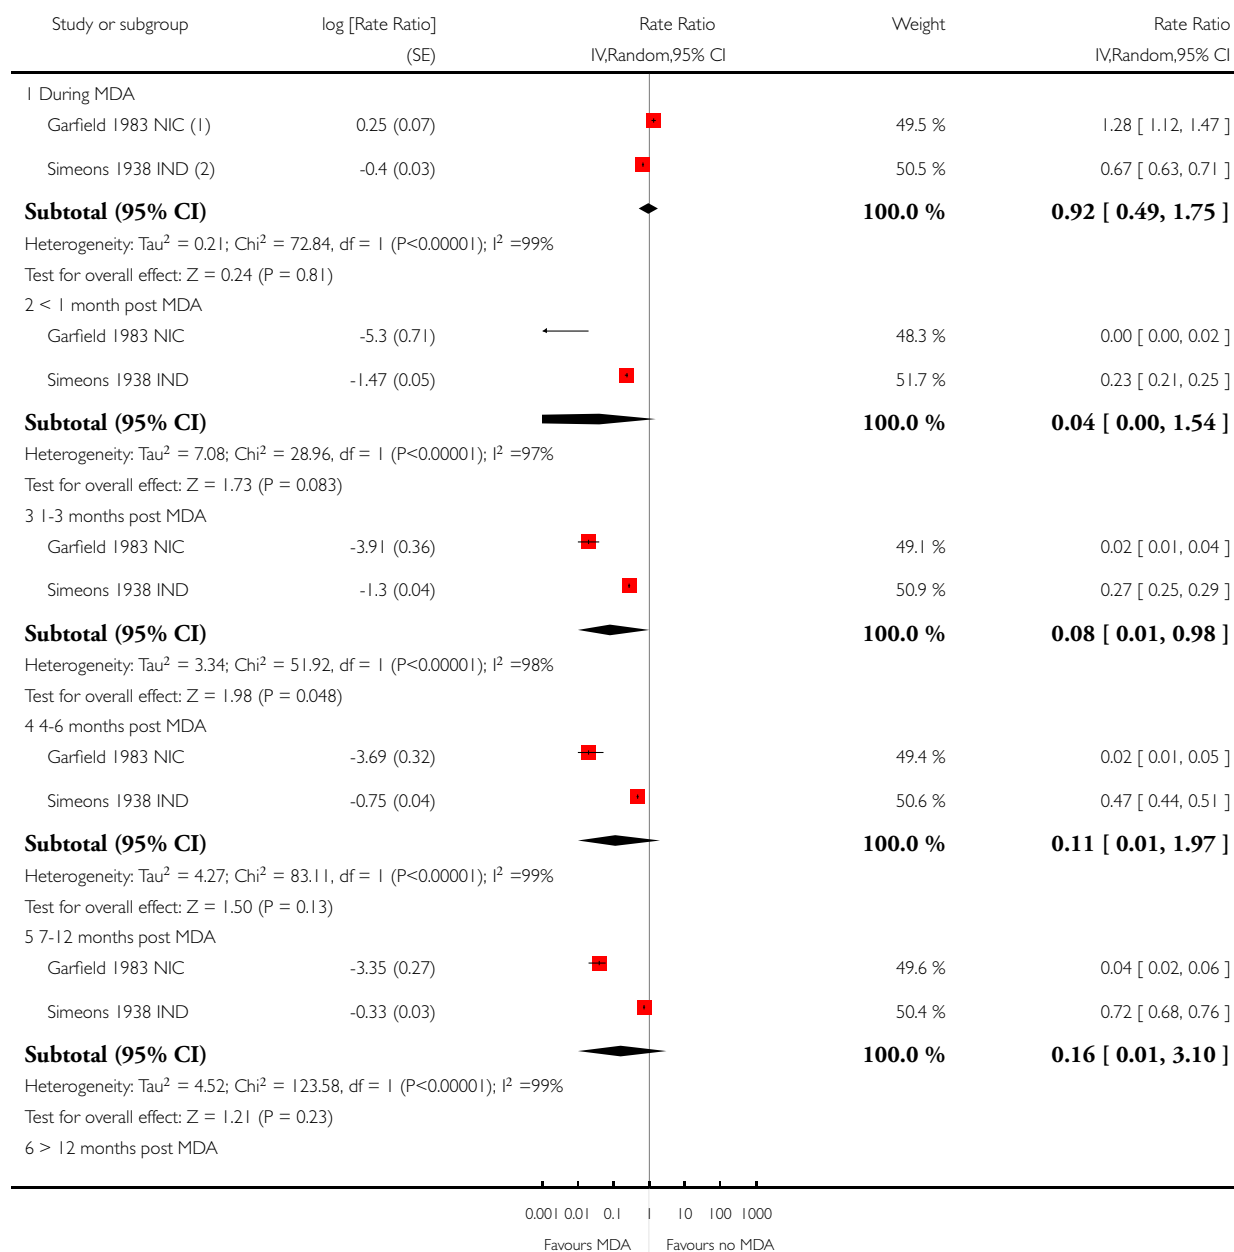 Study or subgroup log [Rate Ratio] Rate Ratio Weight Rate Ratio
(SE) IV,Random,95% CI IV,Random,95% CI
1 During MDA
Garfield 1983 NIC (1) 0.25 (0.07) 49.5 % 1.28 [ 1.12, 1.47 ]
Simeons 1938 IND (2) -0.4 (0.03) 50.5 % 0.67 [ 0.63, 0.71 ]
Subtotal (95% CI) 100.0 % 0.92 [ 0.49, 1.75 ]
Heterogeneity: Tau² = 0.21; Chi² = 72.84, df = 1 (P<0.00001); I² =99%
Test for overall effect: Z = 0.24 (P = 0.81)
2 < 1 month post MDA
Garfield 1983 NIC -5.3 (0.71) 48.3 % 0.00 [ 0.00, 0.02 ]
Simeons 1938 IND -1.47 (0.05) 51.7 % 0.23 [ 0.21, 0.25 ]
Subtotal (95% CI) 100.0 % 0.04 [ 0.00, 1.54 ]
Heterogeneity: Tau² = 7.08; Chi² = 28.96, df = 1 (P<0.00001); I² =97%
Test for overall effect: Z = 1.73 (P = 0.083)
3 1-3 months post MDA
Garfield 1983 NIC -3.91 (0.36) 49.1 % 0.02 [ 0.01, 0.04 ]
Simeons 1938 IND -1.3 (0.04) 50.9 % 0.27 [ 0.25, 0.29 ]
Subtotal (95% CI) 100.0 % 0.08 [ 0.01, 0.98 ]
Heterogeneity: Tau² = 3.34; Chi² = 51.92, df = 1 (P<0.00001); I² =98%
Test for overall effect: Z = 1.98 (P = 0.048)
4 4-6 months post MDA
Garfield 1983 NIC -3.69 (0.32) 49.4 % 0.02 [ 0.01, 0.05 ]
Simeons 1938 IND -0.75 (0.04) 50.6 % 0.47 [ 0.44, 0.51 ]
Subtotal (95% CI) 100.0 % 0.11 [ 0.01, 1.97 ]
Heterogeneity: Tau² = 4.27; Chi² = 83.11, df = 1 (P<0.00001); I² =99%
Test for overall effect: Z = 1.50 (P = 0.13)
5 7-12 months post MDA
Garfield 1983 NIC -3.35 (0.27) 49.6 % 0.04 [ 0.02, 0.06 ]
Simeons 1938 IND -0.33 (0.03) 50.4 % 0.72 [ 0.68, 0.76 ]
Subtotal (95% CI) 100.0 % 0.16 [ 0.01, 3.10 ]
Heterogeneity: Tau² = 4.52; Chi² = 123.58, df = 1 (P<0.00001); I² =99%
Test for overall effect: Z = 1.21 (P = 0.23)
6 > 12 months post MDA
0.001 0.01 0.1 1 10 100 1000
Favours MDA Favours no MDA